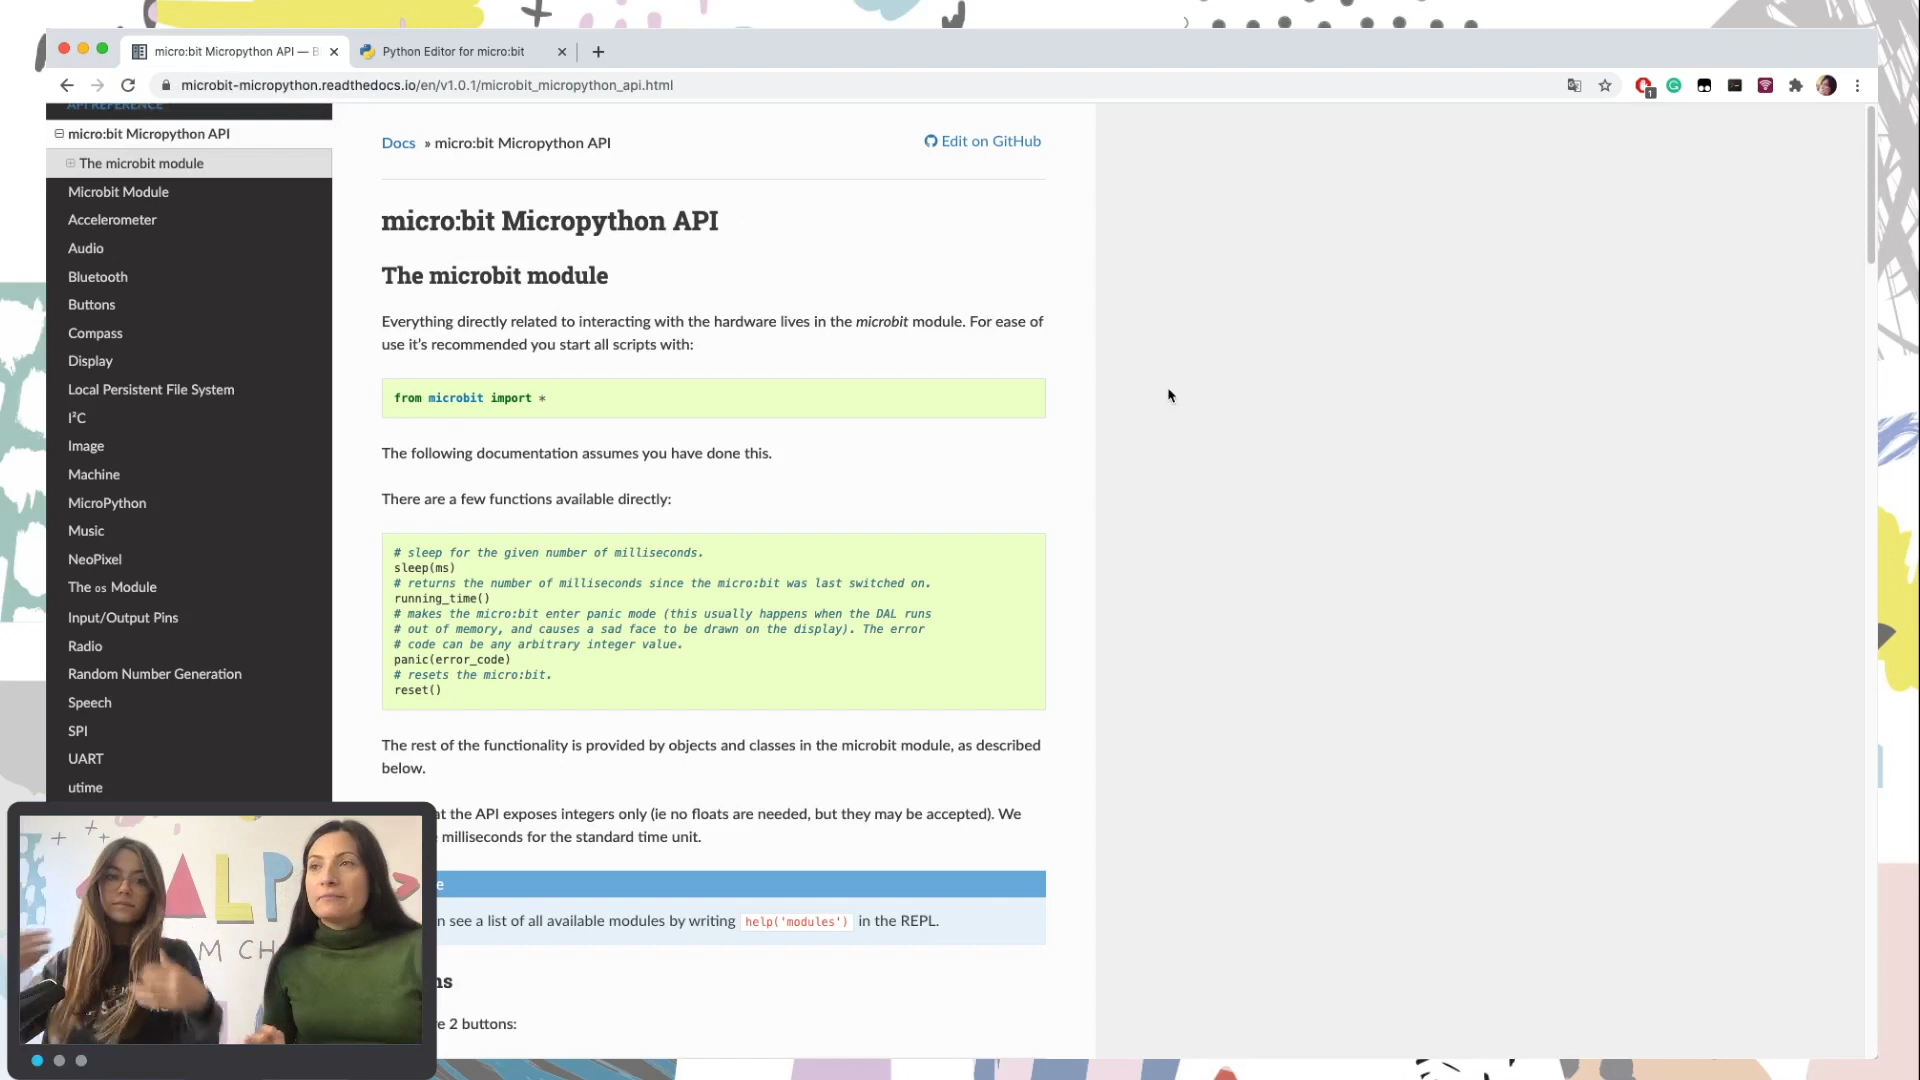 micro:bit Micropython API — B
Python Editor for micro:bit
microbit-micropython.readthedocs.io/en/v1.0.1/microbit_micropython_api.html
1
API REFERENCE
micro:bit Micropython API
The microbit module
Microbit Module
Accelerometer
Audio
Bluetooth
Buttons
Compass
Display
Local Persistent File System
I²C
Image
Machine
MicroPython
Music
NeoPixel
The os Module
Input/Output Pins
Radio
Random Number Generation
Speech
SPI
UART
utime
Docs » micro:bit Micropython API
Edit on GitHub
micro:bit Micropython API
The microbit module
Everything directly related to interacting with the hardware lives in the microbit module. For ease of
use it's recommended you start all scripts with:
from microbit import *
The following documentation assumes you have done this.
There are a few functions available directly:
# sleep for the given number of milliseconds.
sleep(ms)
# returns the number of milliseconds since the micro:bit was last switched on.
running_time()
# makes the micro:bit enter panic mode (this usually happens when the DAL runs
# out of memory, and causes a sad face to be drawn on the display). The error
# code can be any arbitrary integer value.
panic(error_code)
# resets the micro:bit.
reset()
The rest of the functionality is provided by objects and classes in the microbit module, as described
below.
at the API exposes integers only (ie no floats are needed, but they may be accepted). We
milliseconds for the standard time unit.
e
n see a list of all available modules by writing help('modules') in the REPL.
ns
e 2 buttons:
ALP
M CH